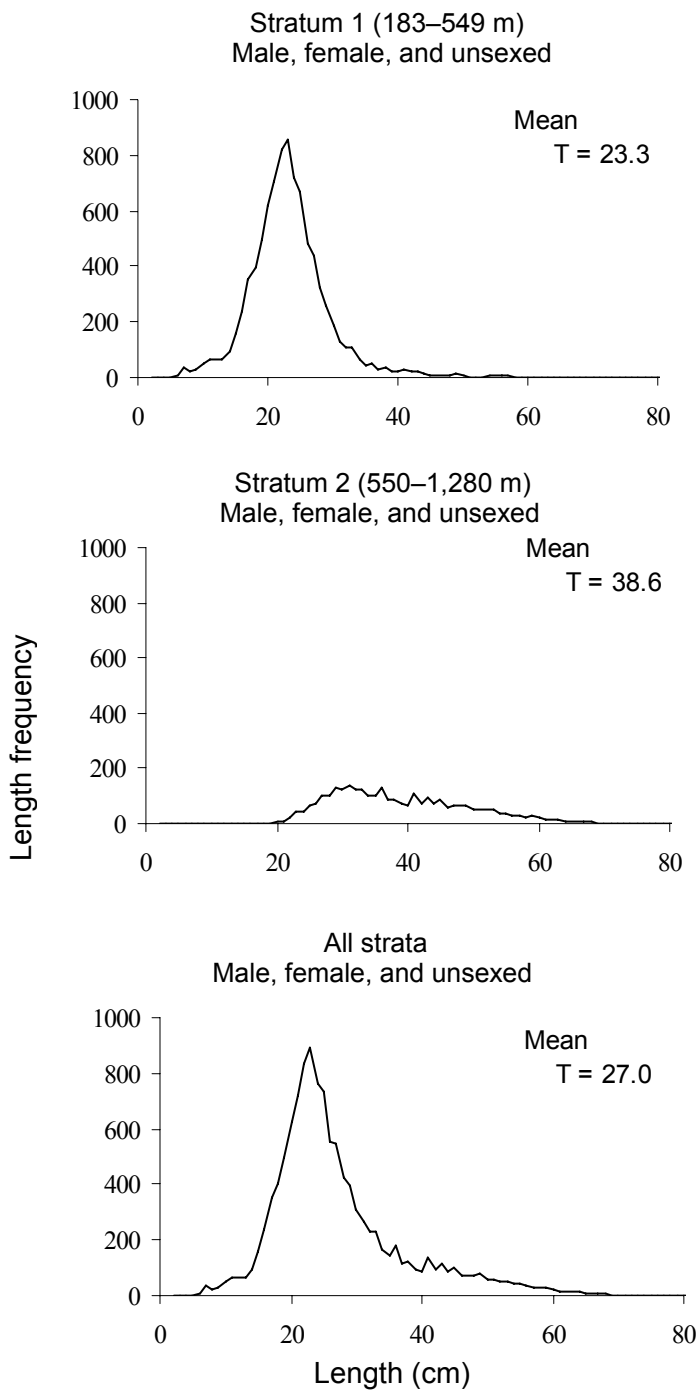 Stratum 1 (183–549 m)
Male, female, and unsexed
Mean
T = 23.3
1000
800
600
400
200
0
0 20 40 60 80
Stratum 2 (550–1,280 m)
Male, female, and unsexed
Mean
T = 38.6
1000
800
600
400
200
0
0 20 40 60 80
Length frequency
All strata
Male, female, and unsexed
Mean
T = 27.0
1000
800
600
400
200
0
0 20 40 60 80
Length (cm)